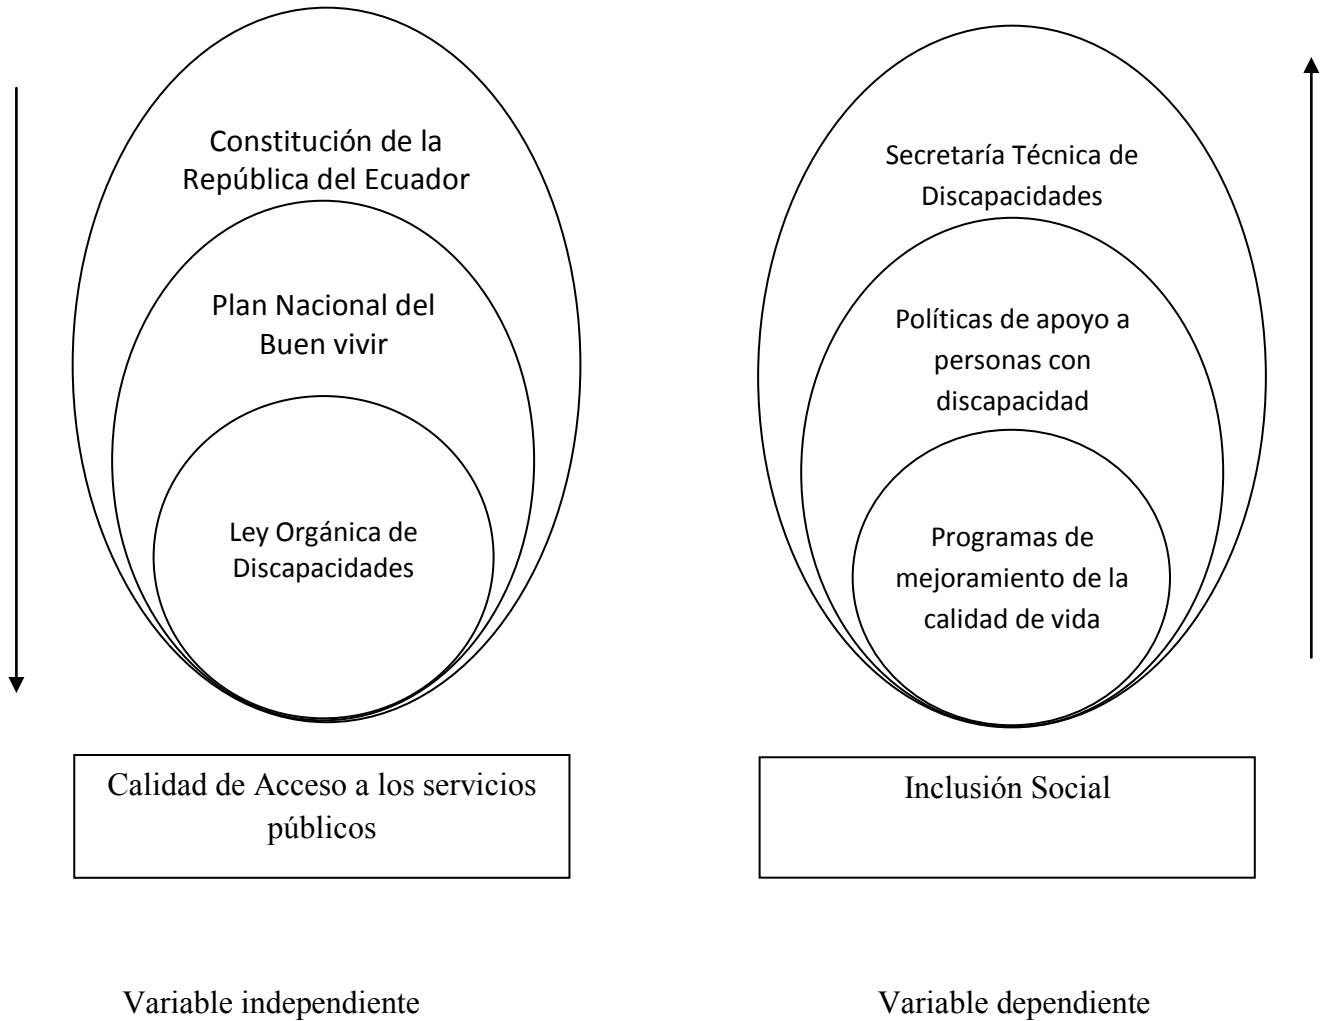 Constitución de la
República del Ecuador
Plan Nacional del
Buen vivir
Ley Orgánica de
Discapacidades
Calidad de Acceso a los servicios
públicos
Variable independiente
Secretaría Técnica de
Discapacidades
Políticas de apoyo a
personas con
discapacidad
Programas de
mejoramiento de la
calidad de vida
Inclusión Social
Variable dependiente